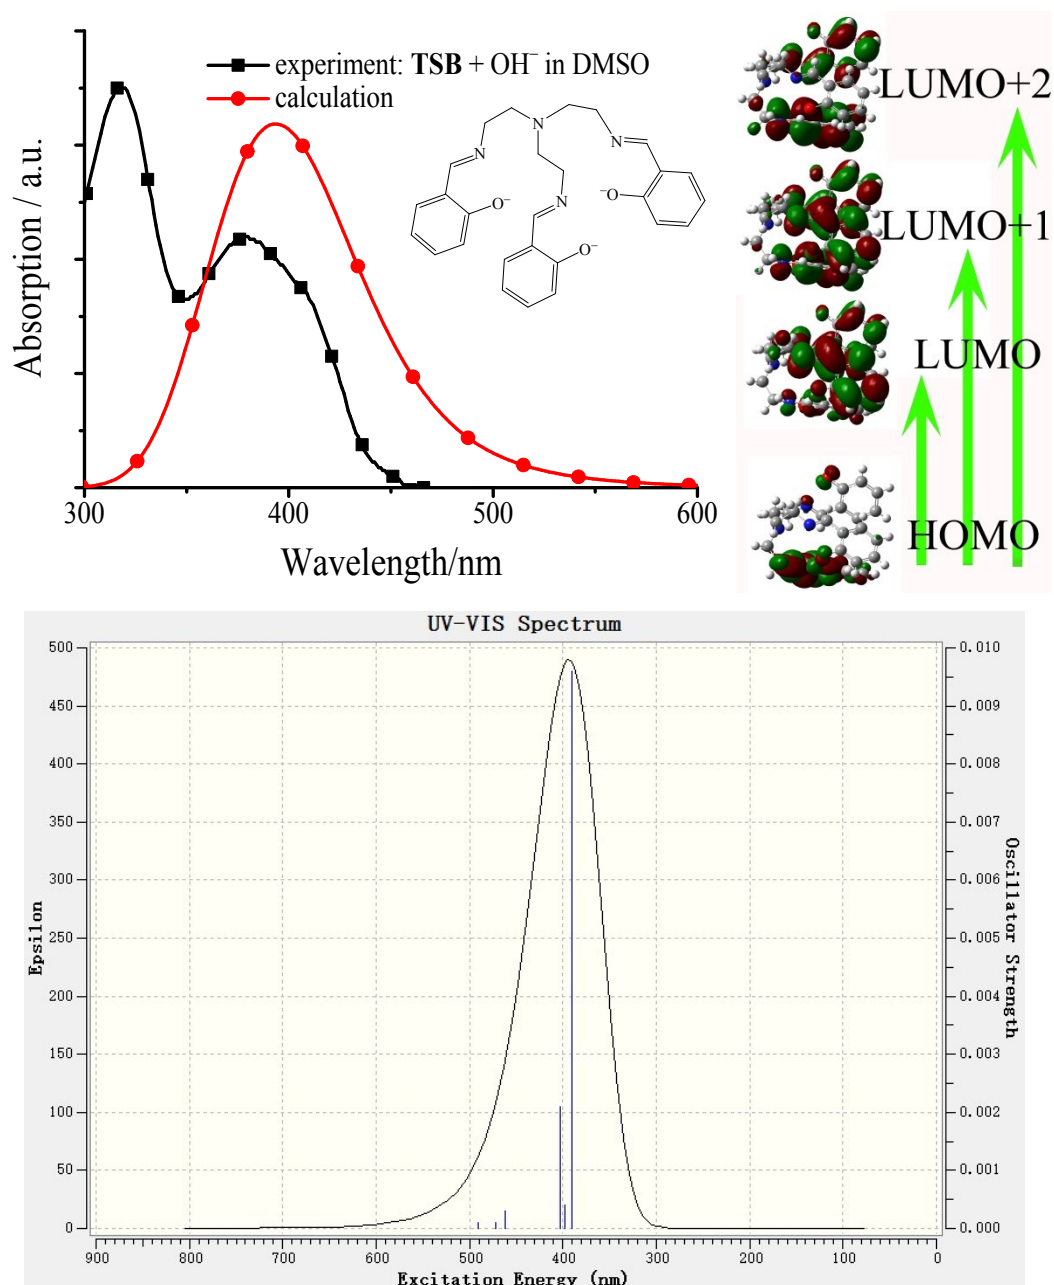 experiment: TSB + OH⁻ in DMSO
calculation
N
N
N
N
O⁻
⁻O
O⁻
Absorption / a.u.
300
400
500
600
Wavelength/nm
LUMO+2
LUMO+1
LUMO
HOMO
UV-VIS Spectrum
500
450
400
350
300
250
200
150
100
50
0
Epsilon
0.010
0.009
0.008
0.007
0.006
0.005
0.004
0.003
0.002
0.001
0.000
Oscillator Strength
900
800
700
600
500
400
300
200
100
0
Excitation Energy (nm)